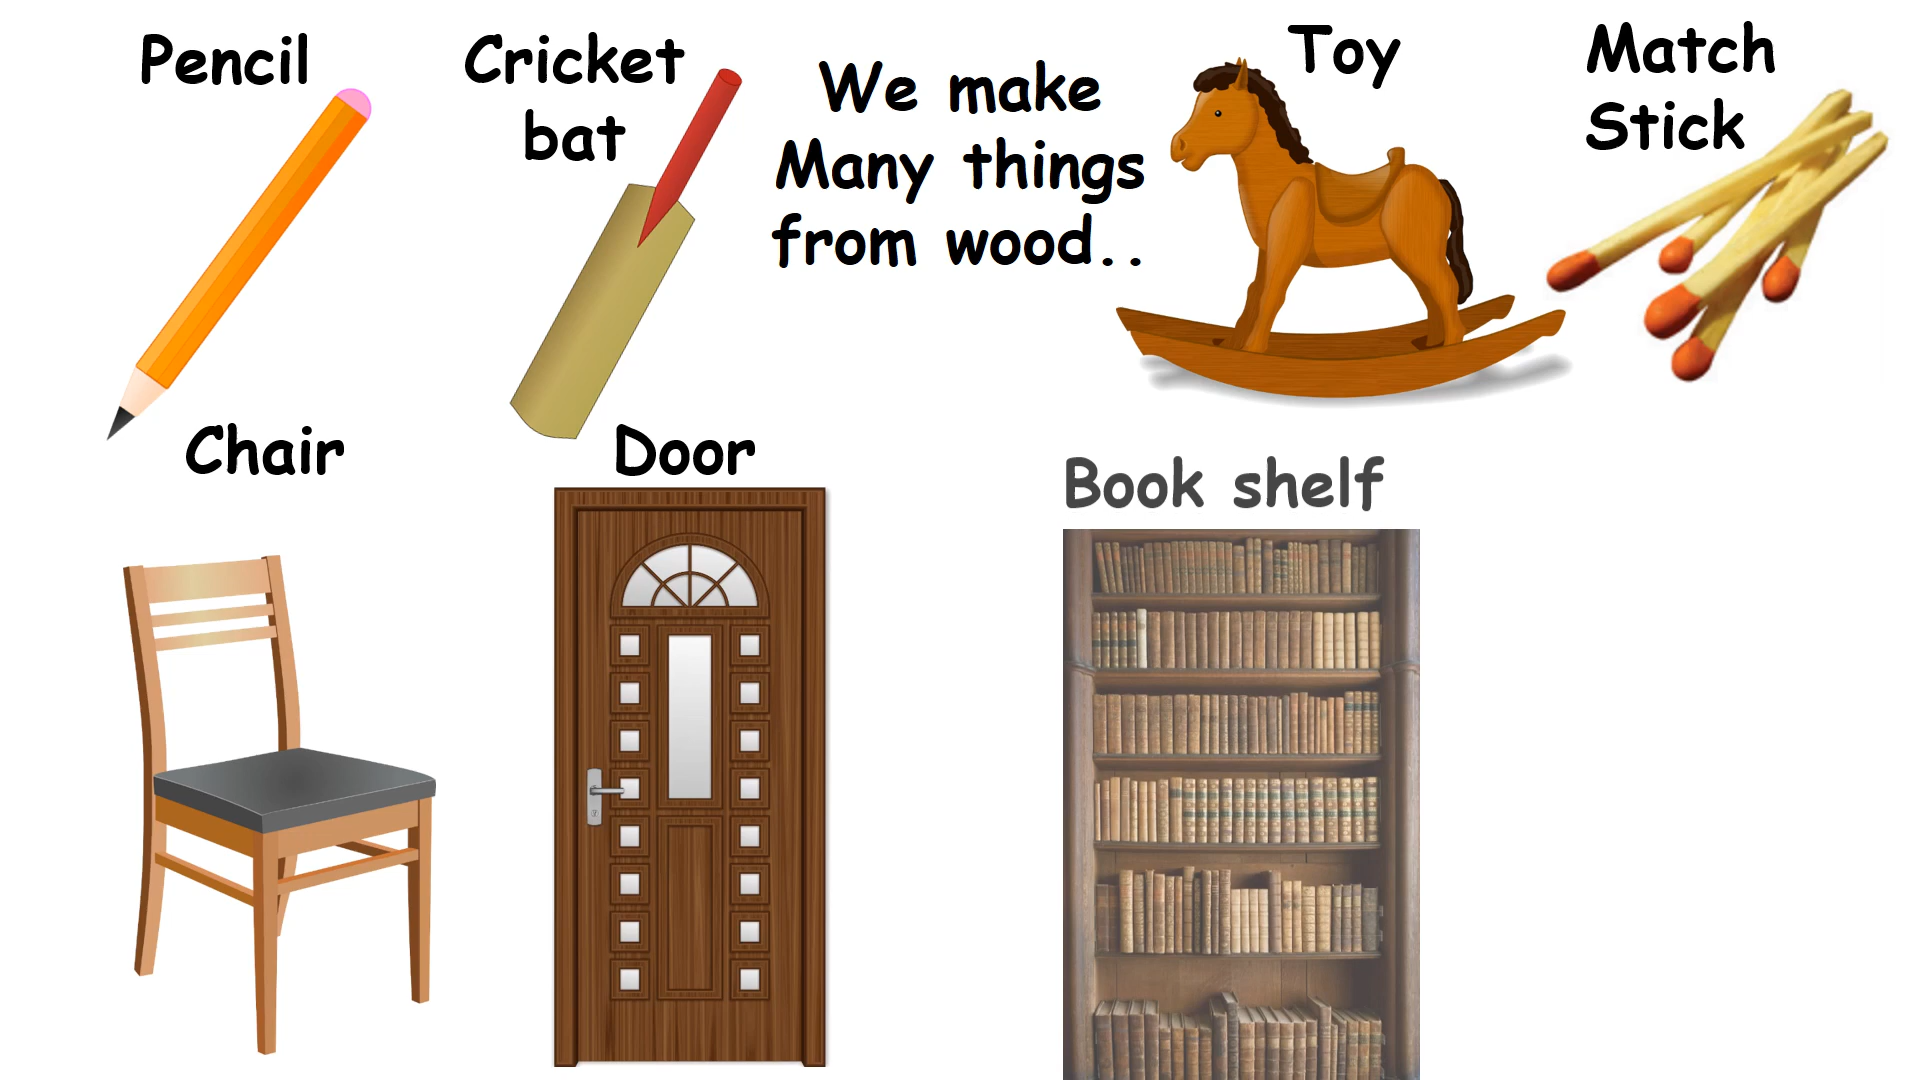 Pencil
Cricket
bat
We make
Many things
from wood..
Toy
Match
Stick
Chair
Door
Book shelf